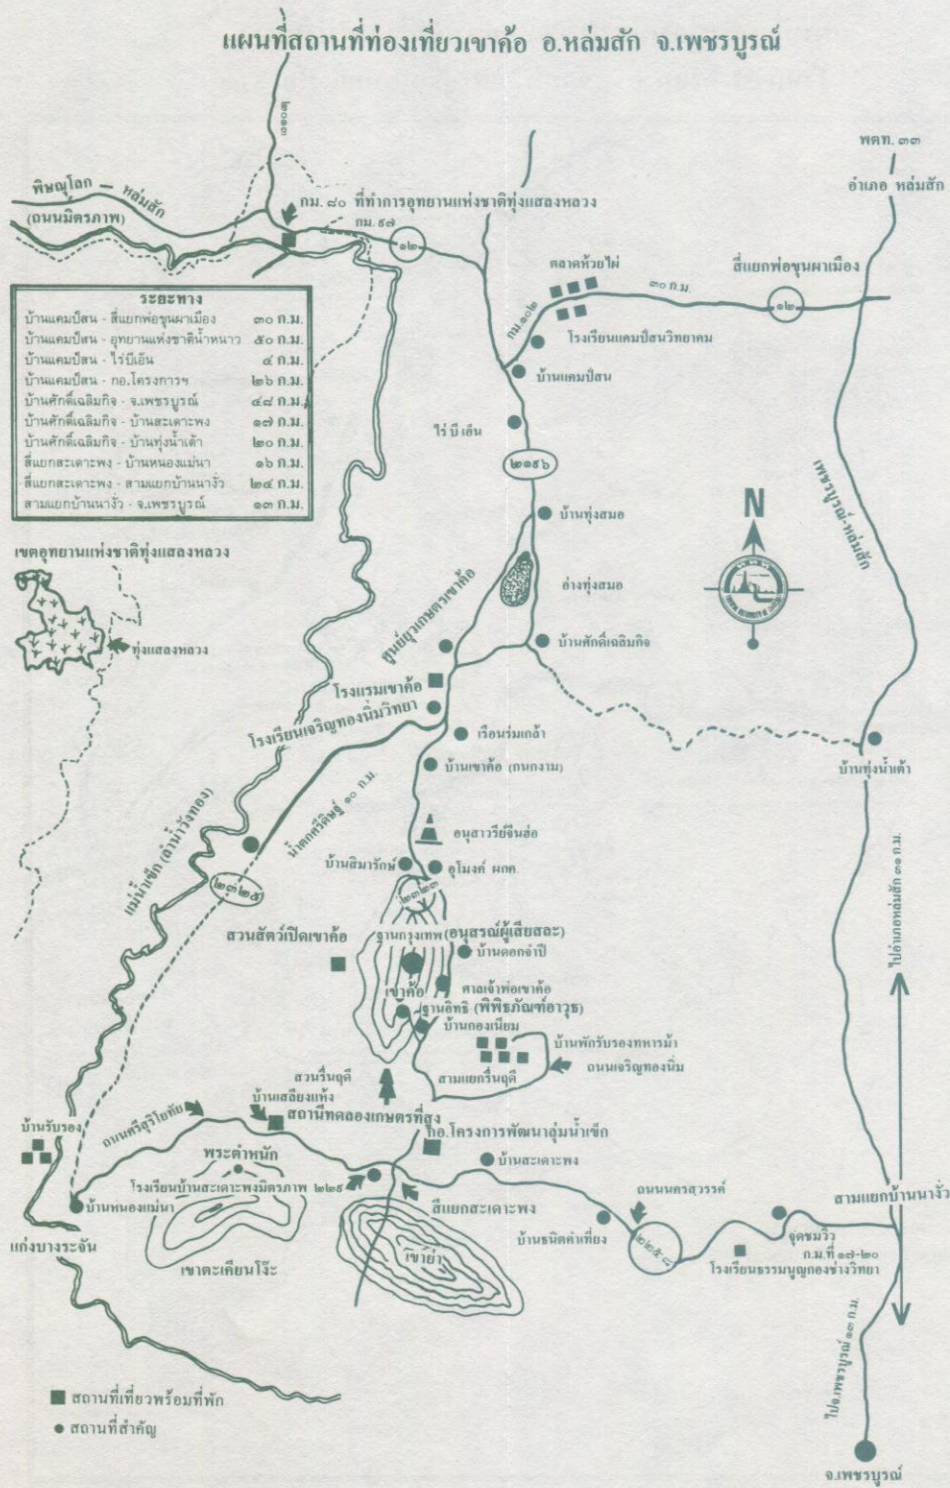 แผนที่สถานที่ท่องเที่ยวเขาค้อ อ.หล่มสัก จ.เพชรบูรณ์
พตท. ๓๓
อำเภอ หล่มสัก
พิษณุโลก — หล่มสัก
(ถนนมิตรภาพ)
กม. ๘๐ ที่ทำการอุทยานแห่งชาติทุ่งแสลงหลวง
กม. ๙๗
๑๒
ตลาดห้วยไผ่
๓๐ ก.ม.
สี่แยกพ่อขุนผาเมือง
๑๒
กม.๑๐๒
โรงเรียนแคมป์สนวิทยาคม
บ้านแคมป์สน
ระยะทาง
บ้านแคมป์สน - สี่แยกพ่อขุนผาเมือง ๓๐ ก.ม.
บ้านแคมป์สน - อุทยานแห่งชาติน้ำหนาว ๕๐ ก.ม.
บ้านแคมป์สน - ไร่บีเอ็น ๔ ก.ม.
บ้านแคมป์สน - กอ.โครงการฯ ๒๖ ก.ม.
บ้านศักดิ์เฉลิมกิจ - จ.เพชรบูรณ์ ๔๘ ก.ม.
บ้านศักดิ์เฉลิมกิจ - บ้านสะเดาะพง ๑๗ ก.ม.
บ้านศักดิ์เฉลิมกิจ - บ้านทุ่งน้ำเต้า ๒๐ ก.ม.
สี่แยกสะเดาะพง - บ้านหนองแม่นา ๑๖ ก.ม.
สี่แยกสะเดาะพง - สามแยกบ้านนางั่ว ๒๔ ก.ม.
สามแยกบ้านนางั่ว - จ.เพชรบูรณ์ ๑๓ ก.ม.
ไร่ บี เอ็น
๒๑๙๖
เพชรบูรณ์-หล่มสัก
บ้านทุ่งสมอ
N
เขตอุทยานแห่งชาติทุ่งแสลงหลวง
อ่างทุ่งสมอ
ทุ่งแสลงหลวง
ศูนย์ยุวเกษตรเขาค้อ
บ้านศักดิ์เฉลิมกิจ
โรงแรมเขาค้อ
โรงเรียนเจริญทองนิ่มวิทยา
เรือนร่มเกล้า
บ้านเขาค้อ (กนกงาม)
บ้านทุ่งน้ำเต้า
น้ำตกศรีดิษฐ์ ๑๐ ก.ม.
แม่น้ำเข็ก (ลำน้ำวังทอง)
อนุสาวรีย์จีนฮ่อ
บ้านสิมารักษ์
อุโมงค์ ผกค.
๒๓๒๕
๒๓๒๓
ไปอำเภอหล่มสัก ๓๑ ก.ม.
สวนสัตว์เปิดเขาค้อ
ฐานกรุงเทพ (อนุสรณ์ผู้เสียสละ)
บ้านดอกจำปี
เขาค้อ
ศาลเจ้าพ่อเขาค้อ
ฐานอิทธิ (พิพิธภัณฑ์อาวุธ)
บ้านกองเนียม
บ้านพักรับรองทหารม้า
สามแยกรื่นฤดี
ถนนเจริญทองนิ่ม
สวนรื่นฤดี
บ้านเสลียงแห้ง
สถานีทดลองเกษตรที่สูง
บ้านรับรอง
ถนนศรีสุริโยทัย
กอ.โครงการพัฒนาลุ่มน้ำเข็ก
พระตำหนัก
บ้านสะเดาะพง
โรงเรียนบ้านสะเดาะพงมิตรภาพ ๒๒๙
สี่แยกสะเดาะพง
ถนนนครสวรรค์
สามแยกบ้านนางั่ว
บ้านหนองแม่นา
แก่งบางระจัน
เขาตะเคียนโง๊ะ
เขาย่า
บ้านธนิตคำเที่ยง
๒๒๕๘
จุดชมวิว
ก.ม.ที่ ๑๗-๒๐
โรงเรียนธรรมนูญกองช่างวิทยา
ไปจ.เพชรบูรณ์ ๑๓ ก.ม.
สถานที่เที่ยวพร้อมที่พัก
สถานที่สำคัญ
จ.เพชรบูรณ์